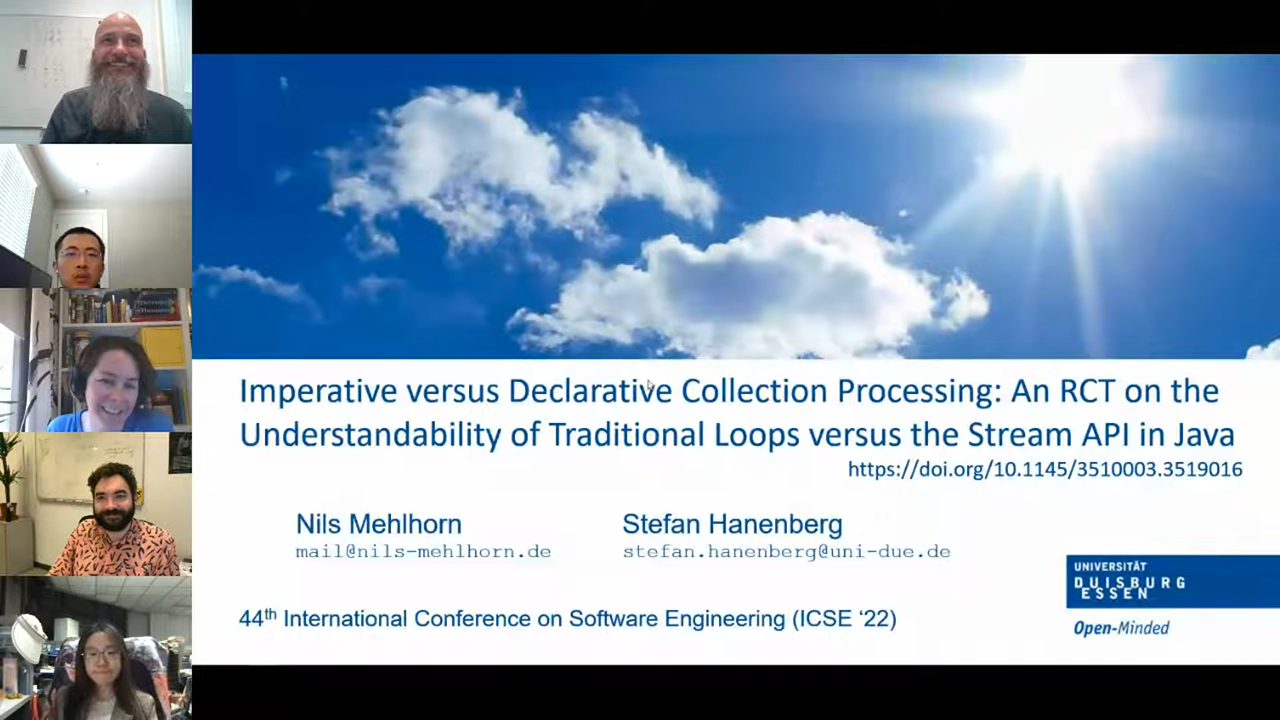 Imperative versus Declarative Collection Processing: An RCT on the
Understandability of Traditional Loops versus the Stream API in Java
https://doi.org/10.1145/3510003.3519016
Nils Mehlhorn
Stefan Hanenberg
mail@nils-mehlhorn.de
stefan.hanenberg@uni-due.de
44th International Conference on Software Engineering (ICSE ‘22)
UNIVERSITÄT
DUISBURG
ESSEN
Open-Minded